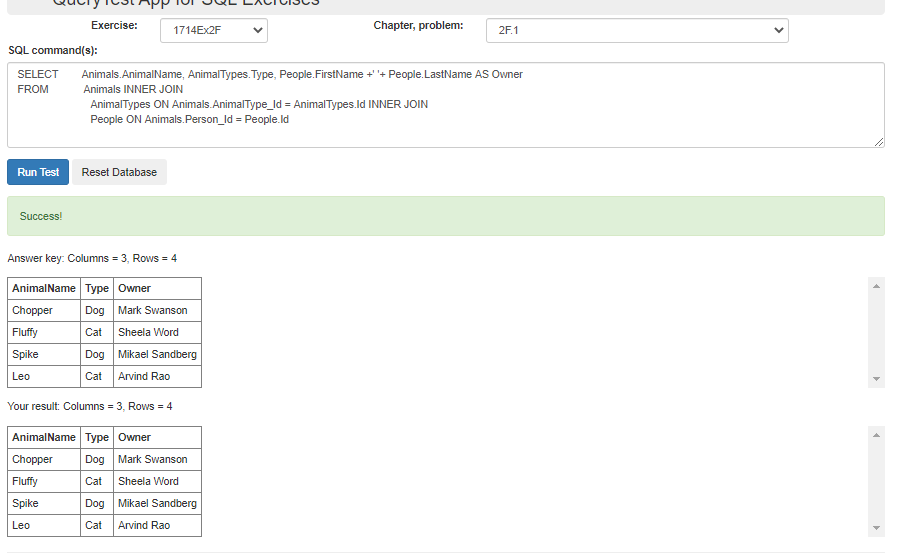 QueryTest App for SQL Exercises
Exercise: 1714Ex2F Chapter, problem: 2F.1
SQL command(s):
SELECT Animals.AnimalName, AnimalTypes.Type, People.FirstName +' '+ People.LastName AS Owner
FROM Animals INNER JOIN
AnimalTypes ON Animals.AnimalType_Id = AnimalTypes.Id INNER JOIN
People ON Animals.Person_Id = People.Id
Run Test Reset Database
Success!
Answer key: Columns = 3, Rows = 4
AnimalName Type Owner
Chopper Dog Mark Swanson
Fluffy Cat Sheela Word
Spike Dog Mikael Sandberg
Leo Cat Arvind Rao
Your result: Columns = 3, Rows = 4
AnimalName Type Owner
Chopper Dog Mark Swanson
Fluffy Cat Sheela Word
Spike Dog Mikael Sandberg
Leo Cat Arvind Rao